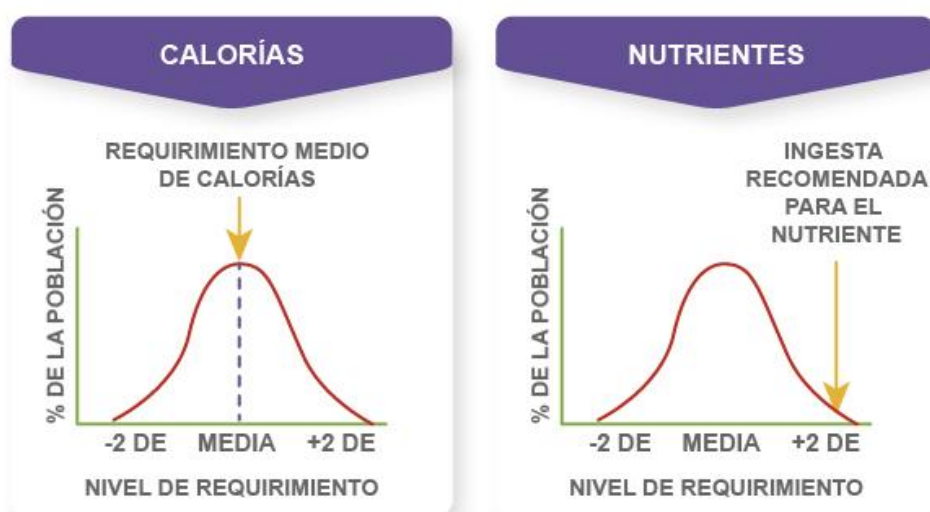 CALORÍAS
REQUIRIMIENTO MEDIO
DE CALORÍAS
% DE LA POBLACIÓN
-2 DE MEDIA +2 DE
NIVEL DE REQUIRIMIENTO
NUTRIENTES
INGESTA
RECOMENDADA
PARA EL
NUTRIENTE
% DE LA POBLACIÓN
-2 DE MEDIA +2 DE
NIVEL DE REQUIRIMIENTO